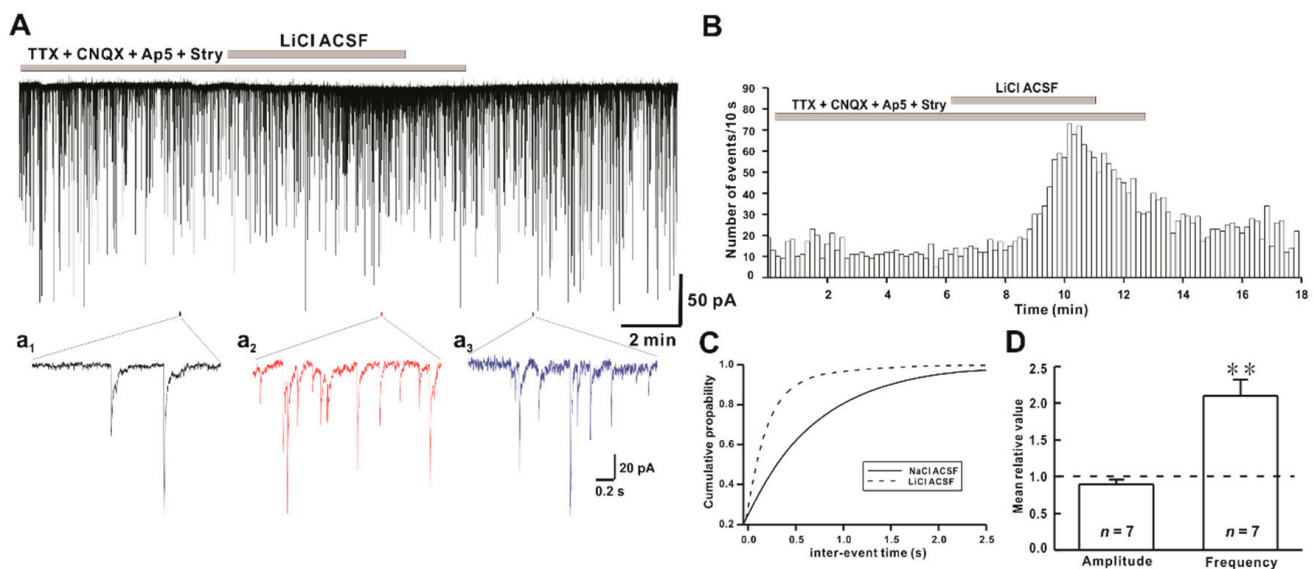 A
LiCl ACSF
TTX + CNQX + Ap5 + Stry
50 pA
2 min
a1
a2
a3
20 pA
0.2 s
B
LiCl ACSF
TTX + CNQX + Ap5 + Stry
Number of events/10 s
90
80
70
60
50
40
30
20
10
0
2 4 6 8 10 12 14 16 18
Time (min)
C
Cumulative propability
1.0
0.8
0.6
0.4
0.2
NaCl ACSF
LiCl ACSF
0.0 0.5 1.0 1.5 2.0 2.5
inter-event time (s)
D
Mean relative value
2.5
2.0
1.5
1.0
0.5
0.0
**
n = 7 n = 7
Amplitude Frequency